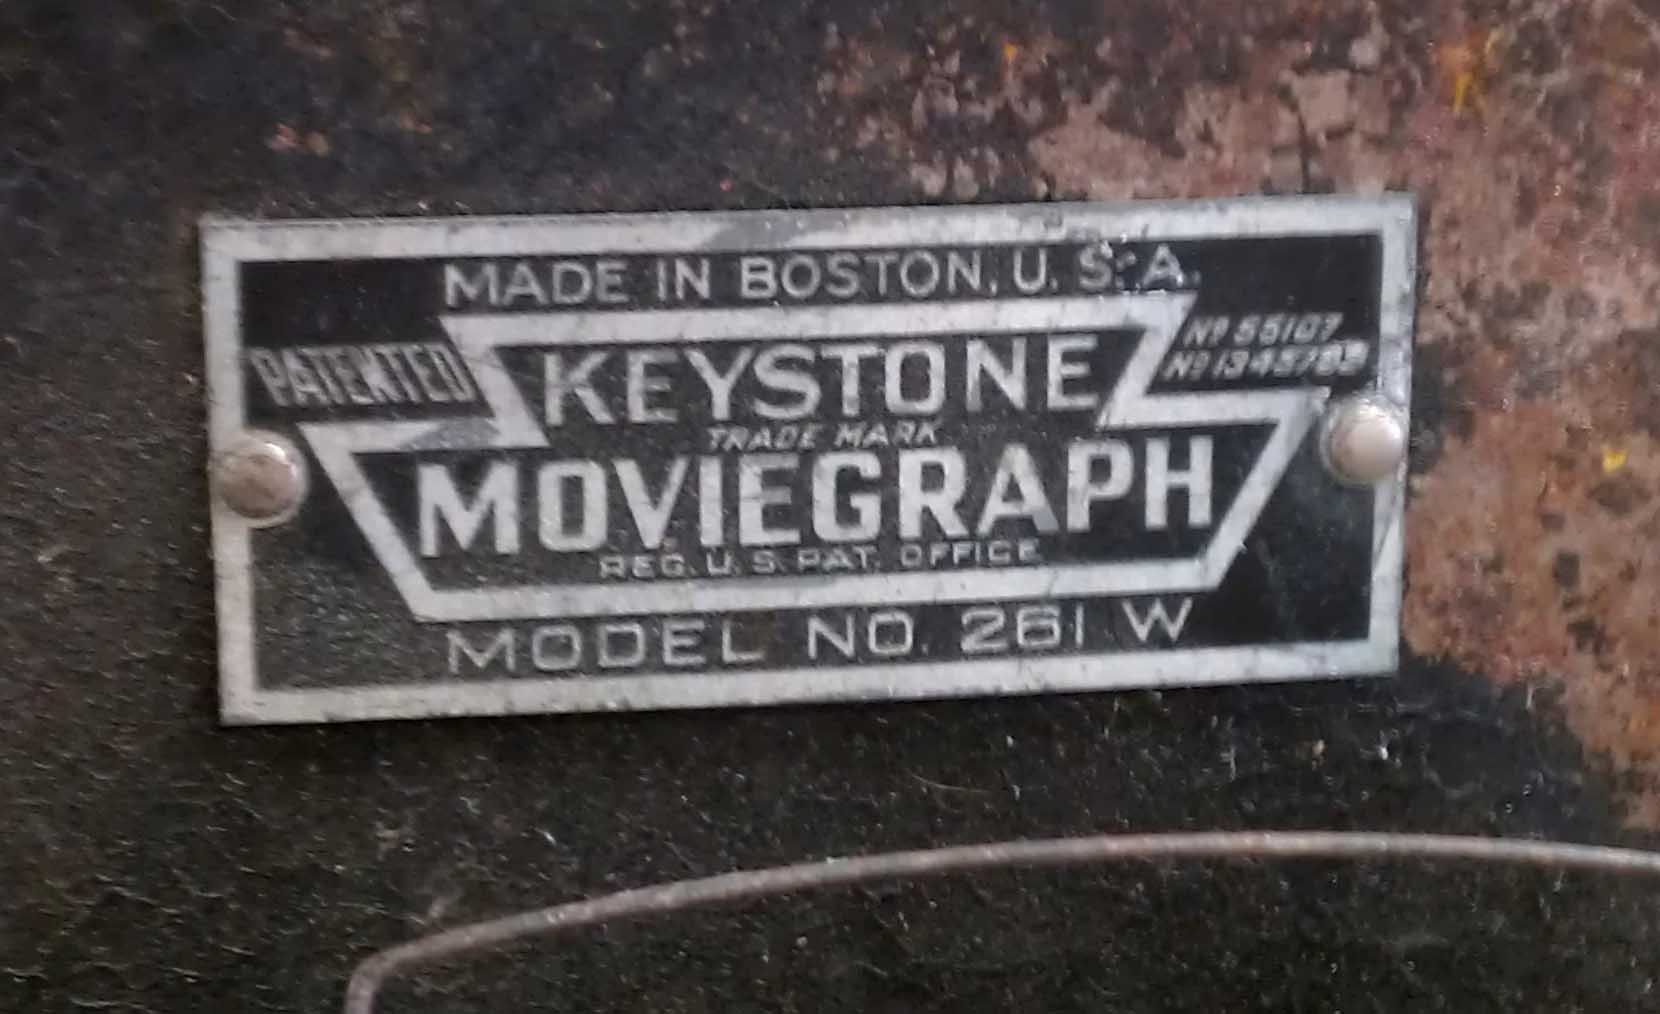 MADE IN BOSTON, U. S. A.
PATENTED
Nº 55107
KEYSTONE
TRADE MARK
MOVIEGRAPH
REG. U. S. PAT. OFFICE
MODEL NO. 261 W